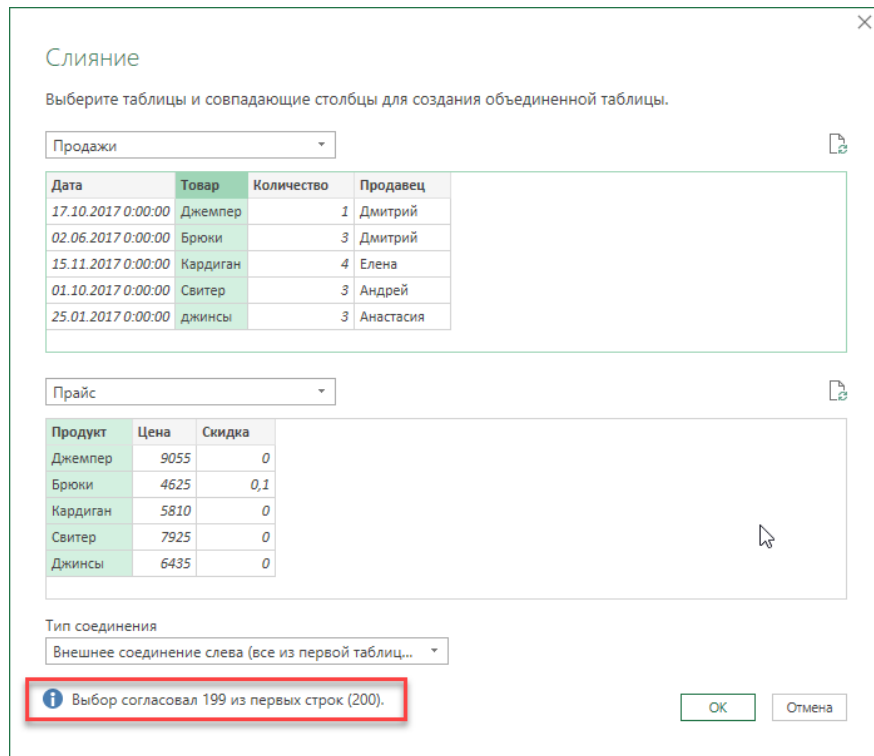 Слияние
Выберите таблицы и совпадающие столбцы для создания объединенной таблицы.
Продажи
Дата Товар Количество Продавец
17.10.2017 0:00:00 Джемпер 1 Дмитрий
02.06.2017 0:00:00 Брюки 3 Дмитрий
15.11.2017 0:00:00 Кардиган 4 Елена
01.10.2017 0:00:00 Свитер 3 Андрей
25.01.2017 0:00:00 джинсы 3 Анастасия
Прайс
Продукт Цена Скидка
Джемпер 9055 0
Брюки 4625 0,1
Кардиган 5810 0
Свитер 7925 0
Джинсы 6435 0
Тип соединения
Внешнее соединение слева (все из первой таблиц...
Выбор согласовал 199 из первых строк (200).
ОК Отмена